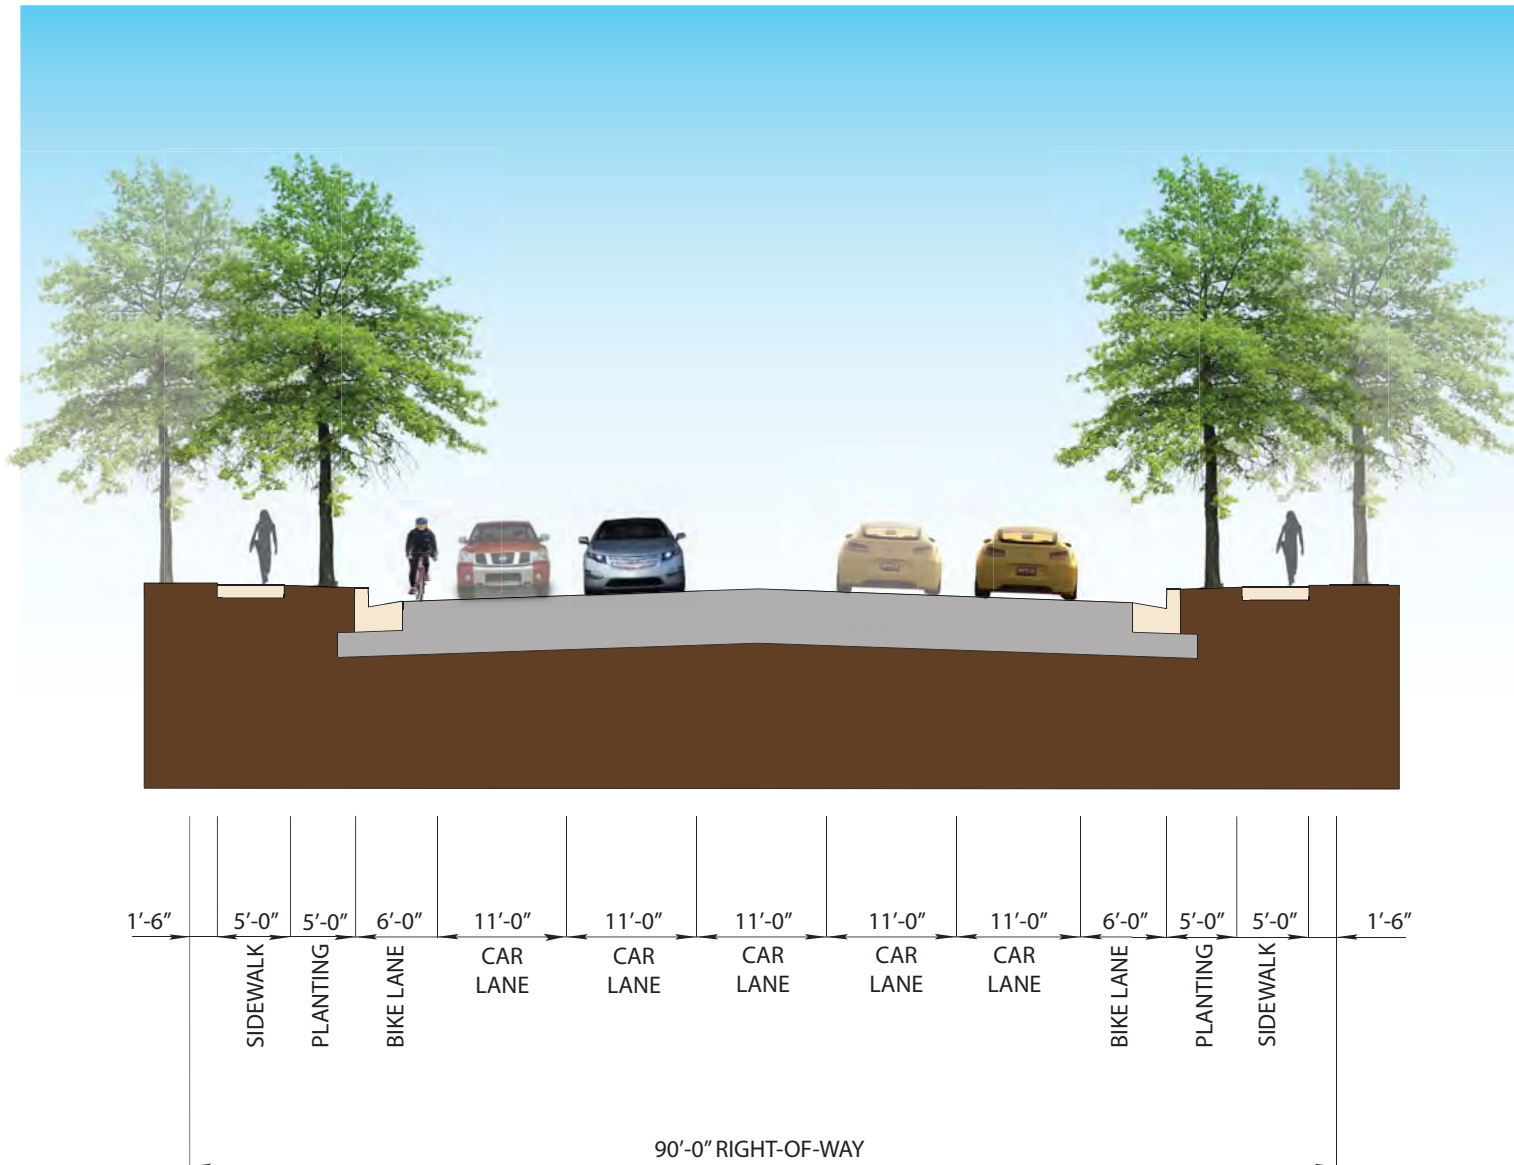 1’-6” 5’-0” 5’-0” 6’-0” 11’-0” 11’-0” 11’-0” 11’-0” 11’-0” 6’-0” 5’-0” 5’-0” 1’-6”
SIDEWALK
PLANTING
BIKE LANE
CAR
LANE
CAR
LANE
CAR
LANE
CAR
LANE
CAR
LANE
BIKE LANE
PLANTING
SIDEWALK
90’-0” RIGHT-OF-WAY